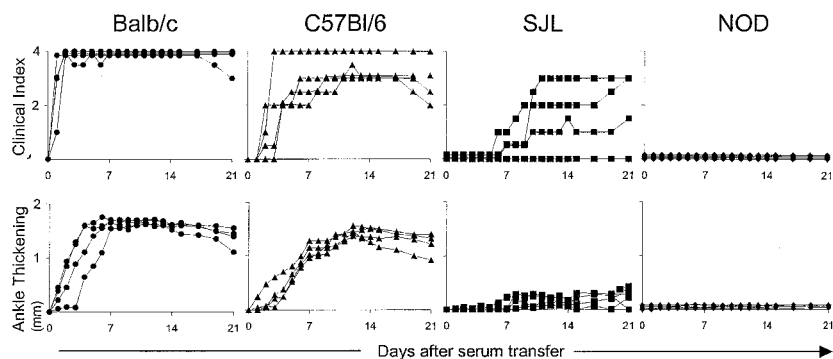 Balb/c C57Bl/6 SJL NOD
Clinical Index
4
2
0 7 14 21 0 7 14 21 0 7 14 21 0 7 14 21
Ankle Thickening
(mm)
2
1
0 7 14 21 0 7 14 21 0 7 14 21 0 7 14 21
Days after serum transfer